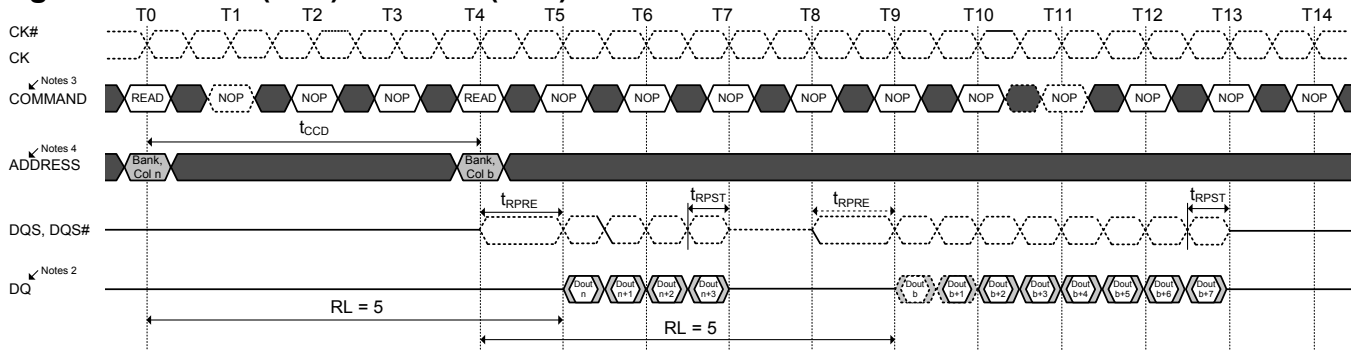 T0 T1 T2 T3 T4 T5 T6 T7 T8 T9 T10 T11 T12 T13 T14
CK#
CK
Notes 3
COMMAND READ NOP NOP NOP READ NOP NOP NOP NOP NOP NOP NOP NOP NOP NOP
tCCD
Notes 4
ADDRESS Bank, Col n Bank, Col b
tRPRE tRPST tRPRE tRPST
DQS, DQS#
Notes 2
DQ Dout n Dout n+1 Dout n+2 Dout n+3 Dout b Dout b+1 Dout b+2 Dout b+3 Dout b+4 Dout b+5 Dout b+6 Dout b+7
RL = 5
RL = 5